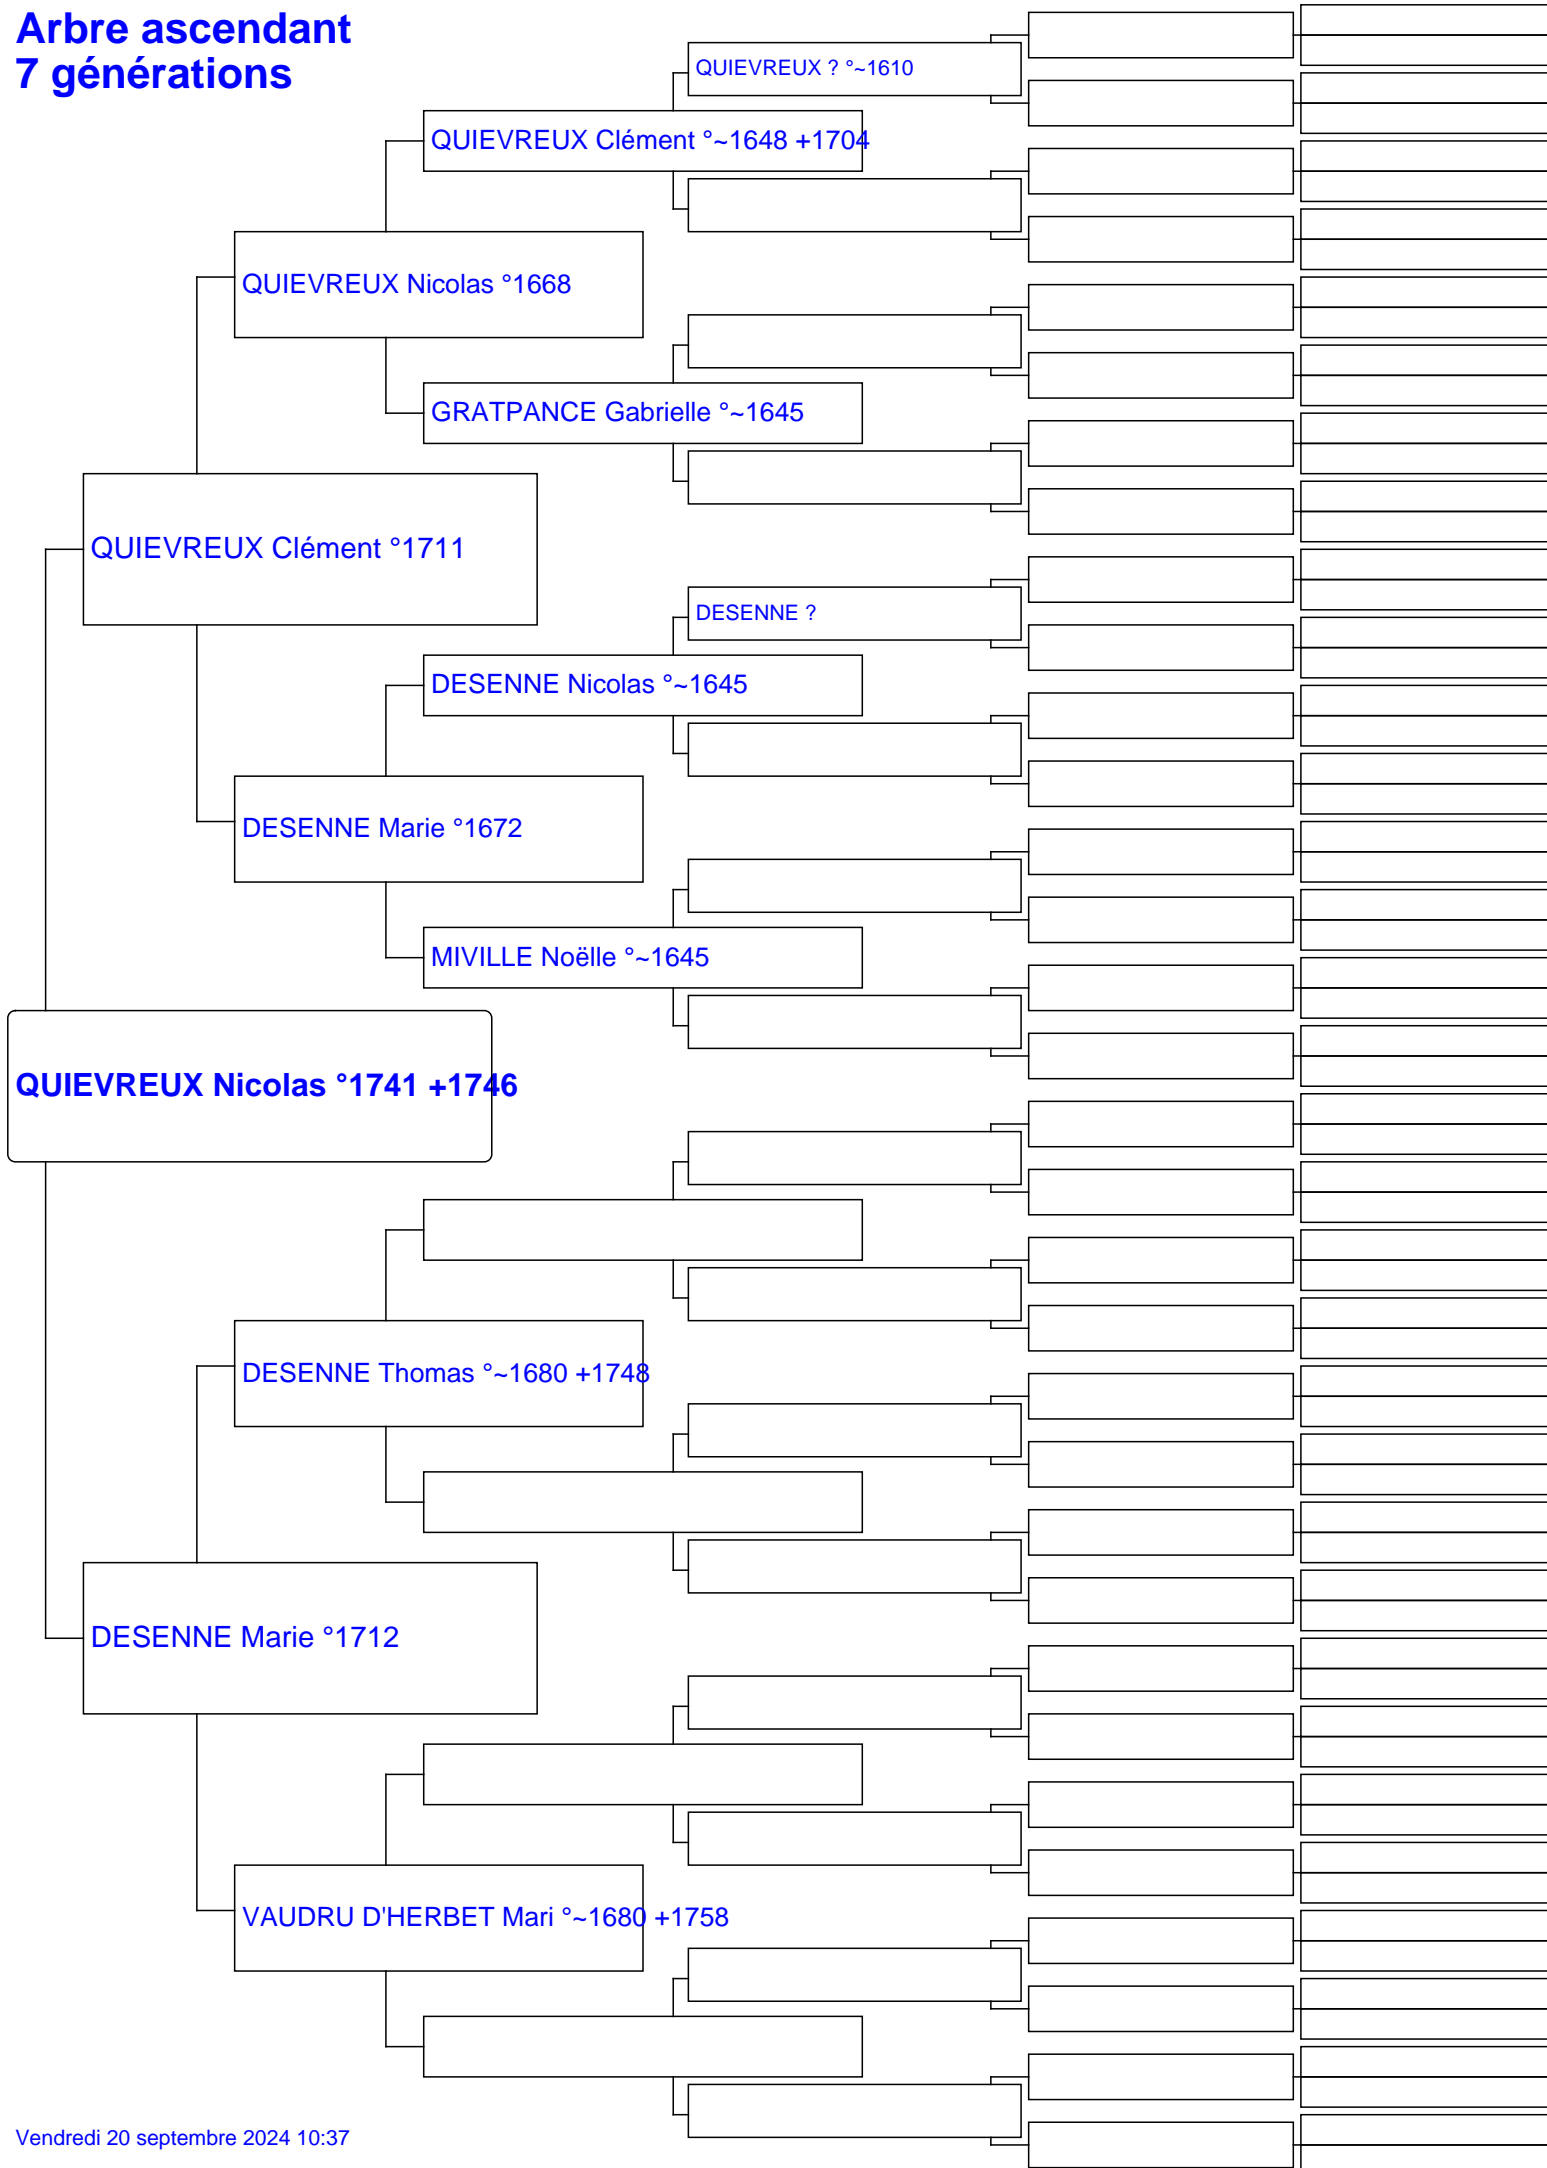 Arbre ascendant
7 générations
QUIEVREUX ? °~1610
QUIEVREUX Clément °~1648 +1704
QUIEVREUX Nicolas °1668
GRATPANCE Gabrielle °~1645
QUIEVREUX Clément °1711
DESENNE ?
DESENNE Nicolas °~1645
DESENNE Marie °1672
MIVILLE Noëlle °~1645
QUIEVREUX Nicolas °1741 +1746
DESENNE Thomas °~1680 +1748
DESENNE Marie °1712
VAUDRU D'HERBET Mari °~1680 +1758
Vendredi 20 septembre 2024 10:37